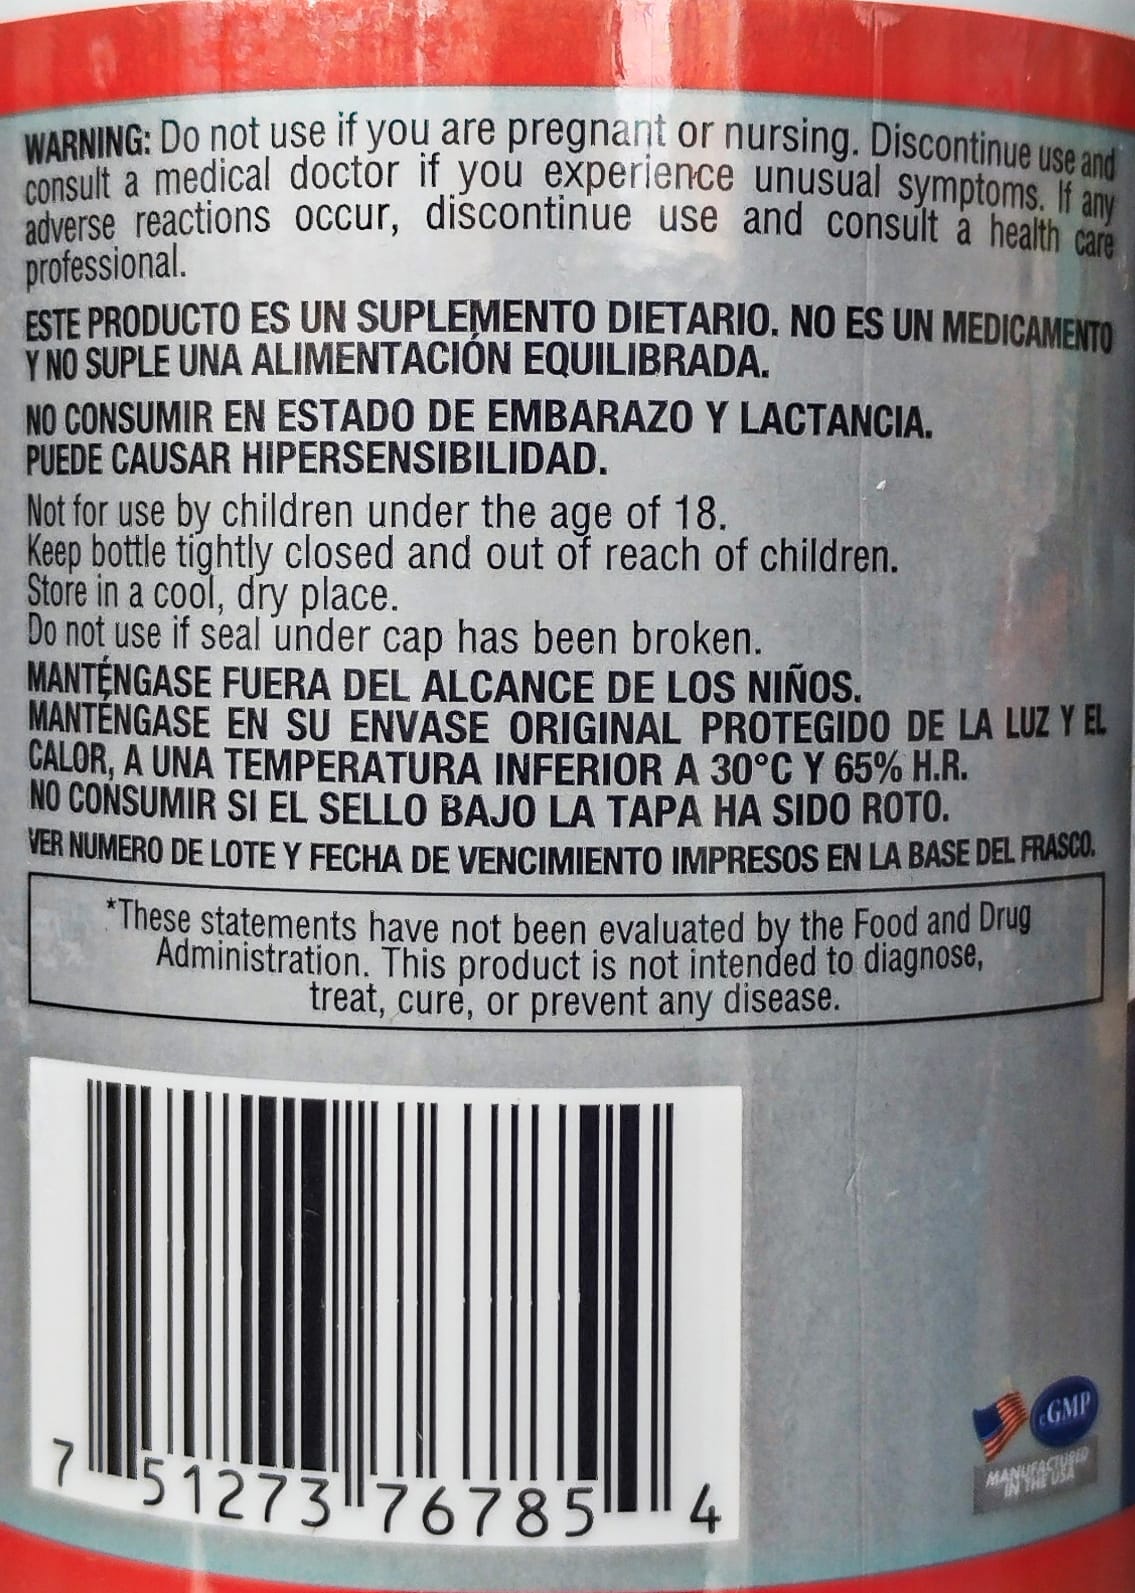 WARNING: Do not use if you are pregnant or nursing. Discontinue use and
consult a medical doctor if you experience unusual symptoms. If any
adverse reactions occur, discontinue use and consult a health care
professional.
ESTE PRODUCTO ES UN SUPLEMENTO DIETARIO. NO ES UN MEDICAMENTO
Y NO SUPLE UNA ALIMENTACIÓN EQUILIBRADA.
NO CONSUMIR EN ESTADO DE EMBARAZO Y LACTANCIA.
PUEDE CAUSAR HIPERSENSIBILIDAD.
Not for use by children under the age of 18.
Keep bottle tightly closed and out of reach of children.
Store in a cool, dry place.
Do not use if seal under cap has been broken.
MANTÉNGASE FUERA DEL ALCANCE DE LOS NIÑOS.
MANTÉNGASE EN SU ENVASE ORIGINAL PROTEGIDO DE LA LUZ Y EL
CALOR, A UNA TEMPERATURA INFERIOR A 30°C Y 65% H.R.
NO CONSUMIR SI EL SELLO BAJO LA TAPA HA SIDO ROTO.
VER NUMERO DE LOTE Y FECHA DE VENCIMIENTO IMPRESOS EN LA BASE DEL FRASCO.
*These statements have not been evaluated by the Food and Drug
Administration. This product is not intended to diagnose,
treat, cure, or prevent any disease.
7 51273 76785 4
cGMP
MANUFACTURED
IN THE USA